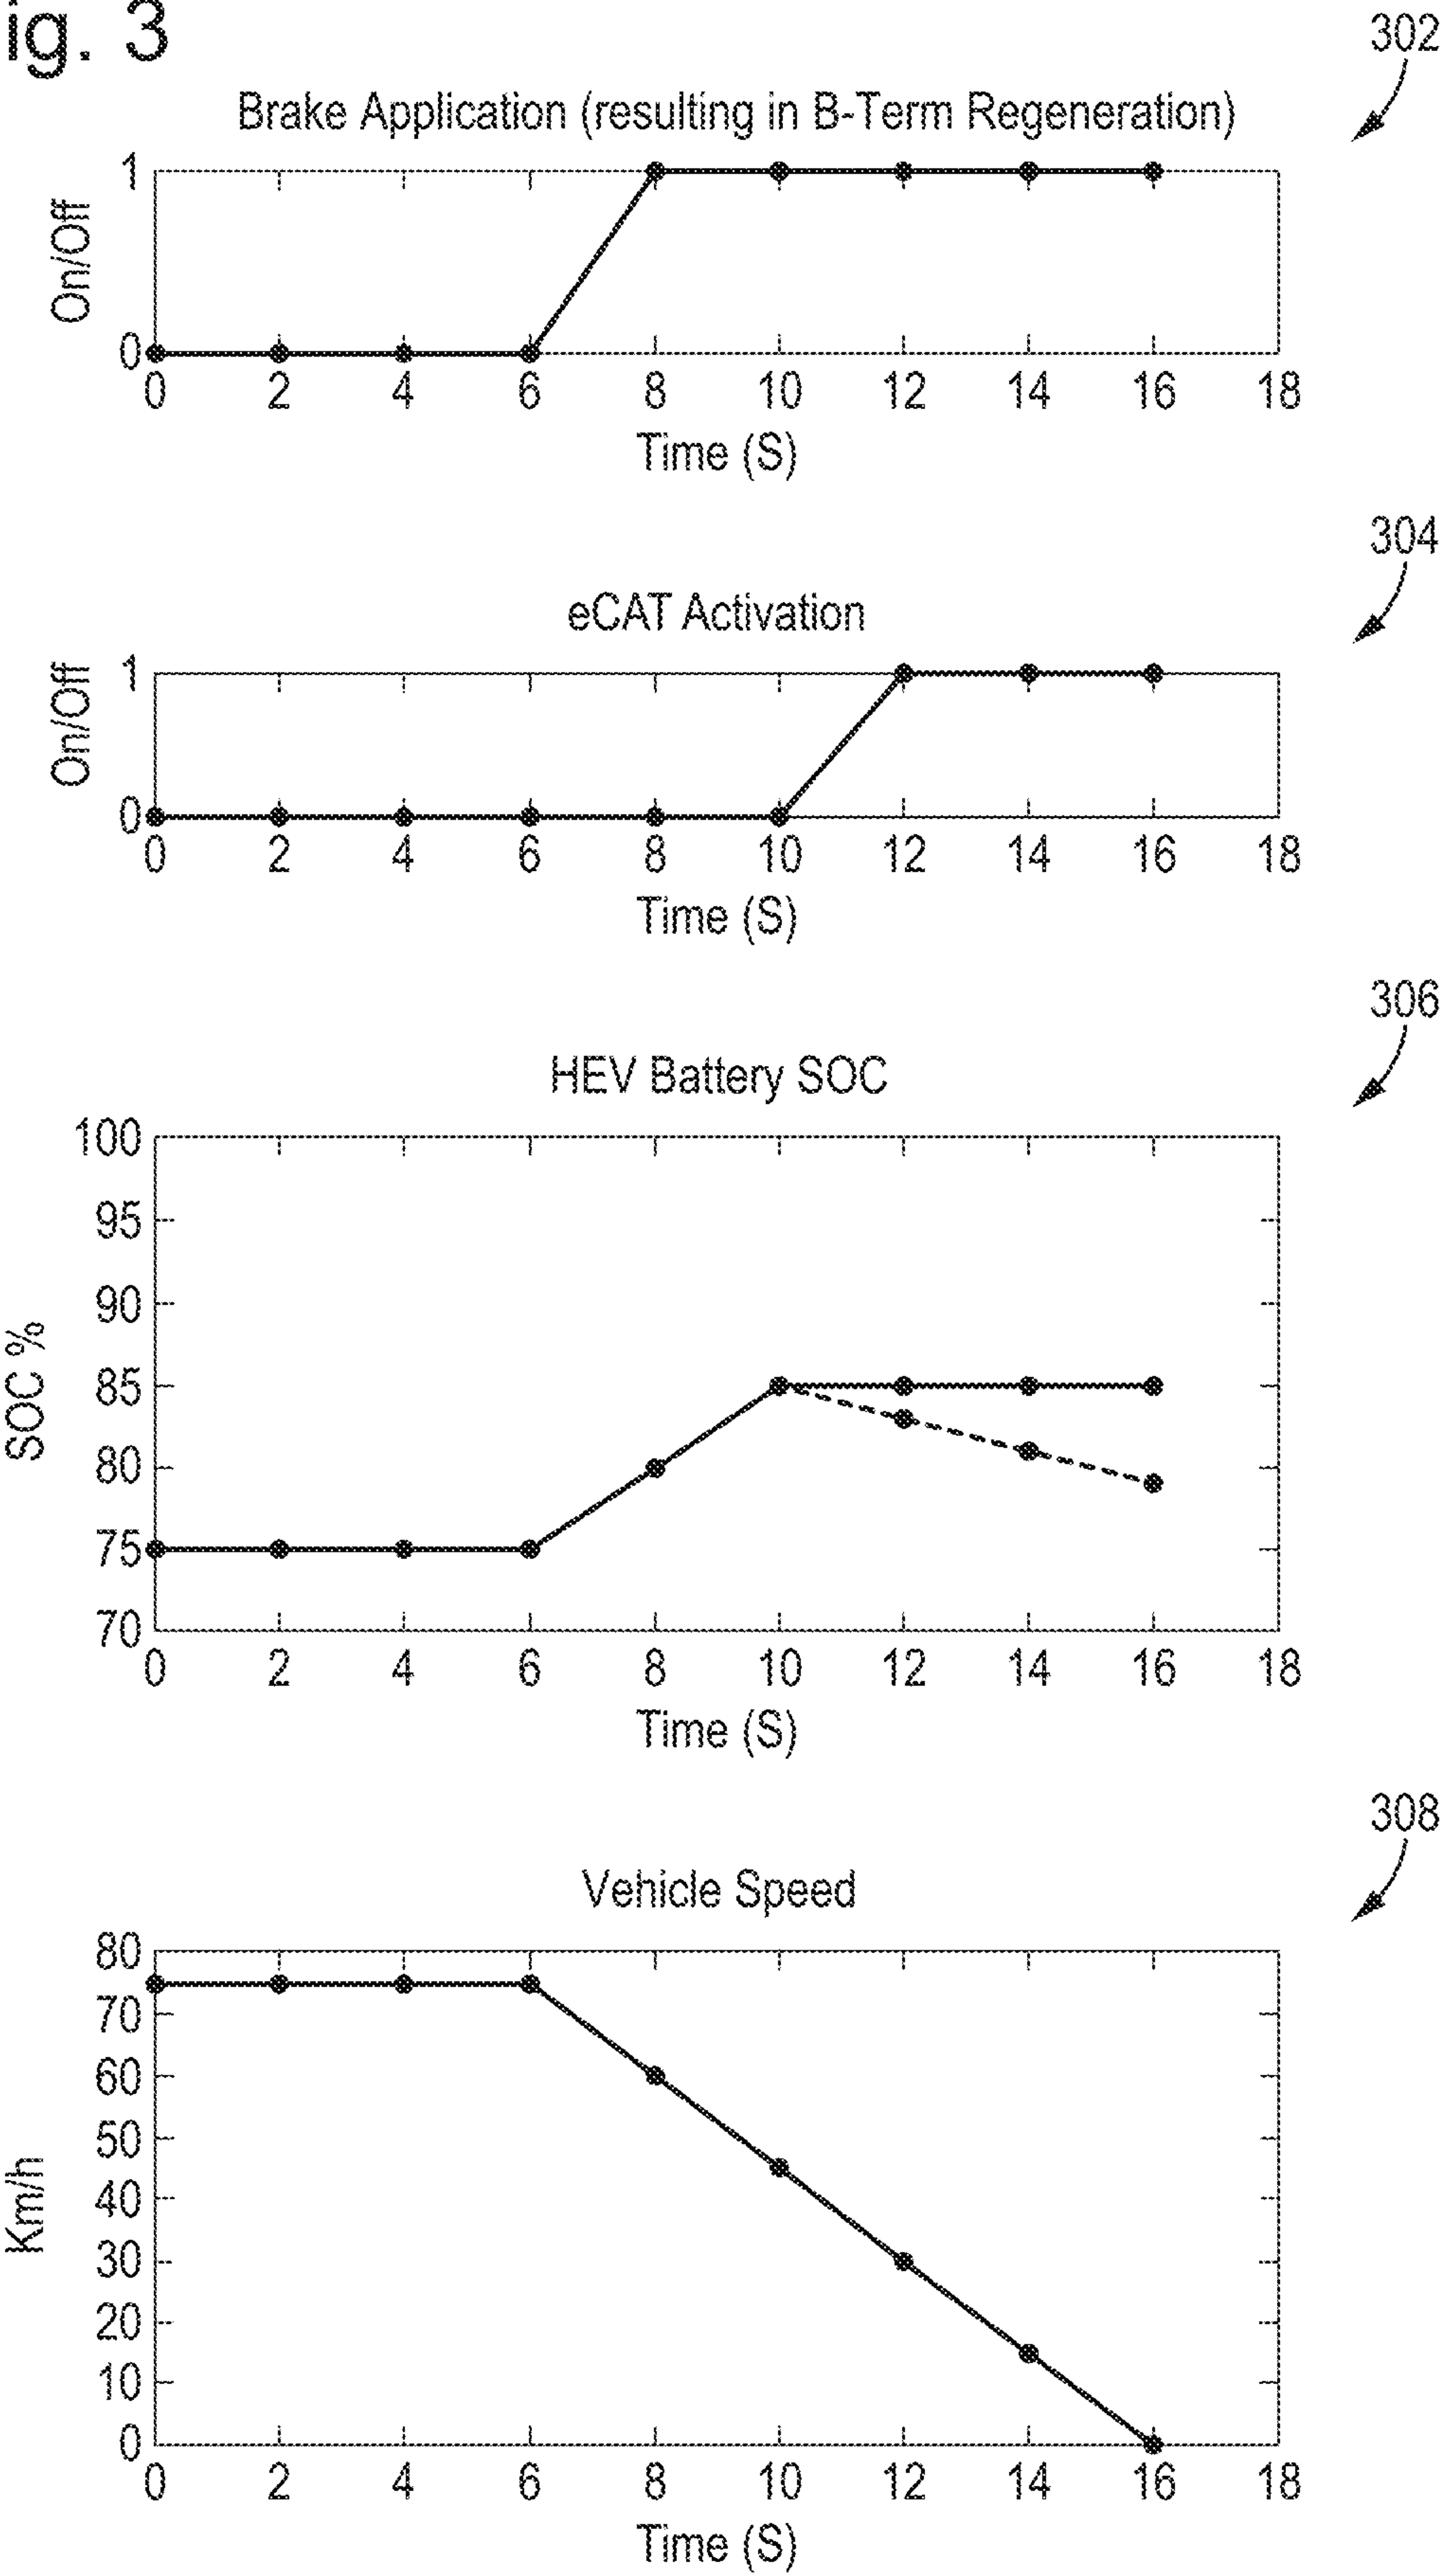 ig. 3
302
Brake Application (resulting in B-Term Regeneration)
1
On/Off
0
0 2 4 6 8 10 12 14 16 18
Time (S)
304
eCAT Activation
1
On/Off
0
0 2 4 6 8 10 12 14 16 18
Time (S)
306
HEV Battery SOC
100
95
90
85
SOC %
80
75
70
0 2 4 6 8 10 12 14 16 18
Time (S)
308
Vehicle Speed
80
70
60
50
Km/h
40
30
20
10
0
0 2 4 6 8 10 12 14 16 18
Time (S)